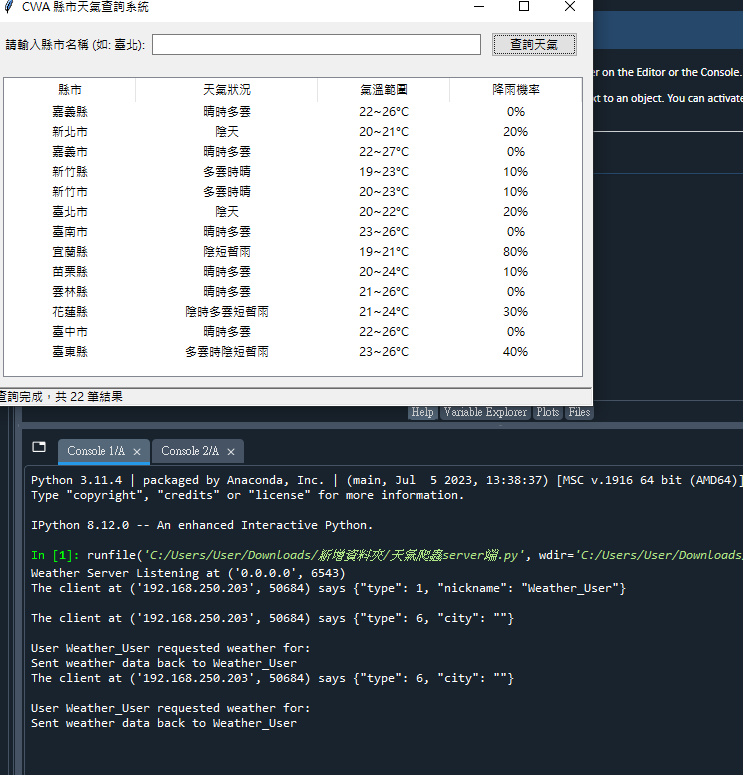 CWA 縣市天氣查詢系統
請輸入縣市名稱 (如: 臺北): 查詢天氣
縣市 天氣狀況 氣溫範圍 降雨機率
嘉義縣 晴時多雲 22~26°C 0%
新北市 陰天 20~21°C 20%
嘉義市 晴時多雲 22~27°C 0%
新竹縣 多雲時晴 19~23°C 10%
新竹市 多雲時晴 20~23°C 10%
臺北市 陰天 20~22°C 20%
臺南市 晴時多雲 23~26°C 0%
宜蘭縣 陰短暫雨 19~21°C 80%
苗栗縣 晴時多雲 20~24°C 10%
雲林縣 晴時多雲 21~26°C 0%
花蓮縣 陰時多雲短暫雨 21~24°C 30%
臺中市 晴時多雲 22~26°C 0%
臺東縣 多雲時陰短暫雨 23~26°C 40%
查詢完成，共 22 筆結果
er on the Editor or the Console.
xt to an object. You can activate
Help Variable Explorer Plots Files
Console 1/A × Console 2/A ×
Python 3.11.4 | packaged by Anaconda, Inc. | (main, Jul  5 2023, 13:38:37) [MSC v.1916 64 bit (AMD64)]
Type "copyright", "credits" or "license" for more information.
IPython 8.12.0 -- An enhanced Interactive Python.
In [1]: runfile('C:/Users/User/Downloads/新增資料夾/天氣爬蟲server端.py', wdir='C:/Users/User/Downloads/
Weather Server Listening at ('0.0.0.0', 6543)
The client at ('192.168.250.203', 50684) says {"type": 1, "nickname": "Weather_User"}
The client at ('192.168.250.203', 50684) says {"type": 6, "city": ""}
User Weather_User requested weather for:
Sent weather data back to Weather_User
The client at ('192.168.250.203', 50684) says {"type": 6, "city": ""}
User Weather_User requested weather for:
Sent weather data back to Weather_User